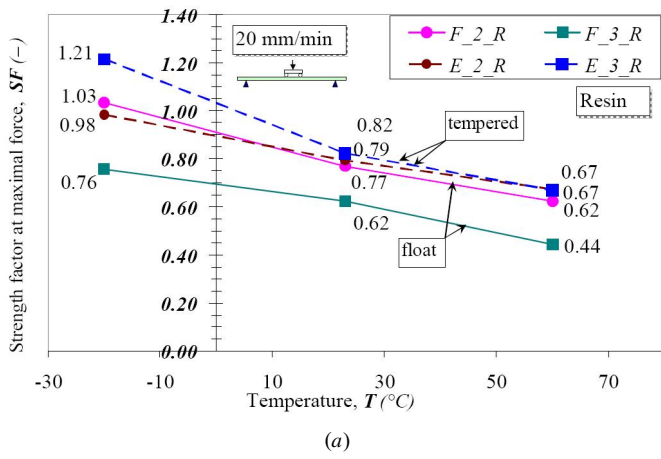 Strength factor at maximal force, SF (–)
1.40
1.20
1.00
0.80
0.60
0.40
0.20
0.00
20 mm/min
F_2_R
F_3_R
E_2_R
E_3_R
Resin
1.21
1.03
0.98
0.76
0.82
0.79
0.77
0.62
tempered
float
0.67
0.67
0.62
0.44
-30
-10
10
30
50
70
Temperature, T (°C)
(a)